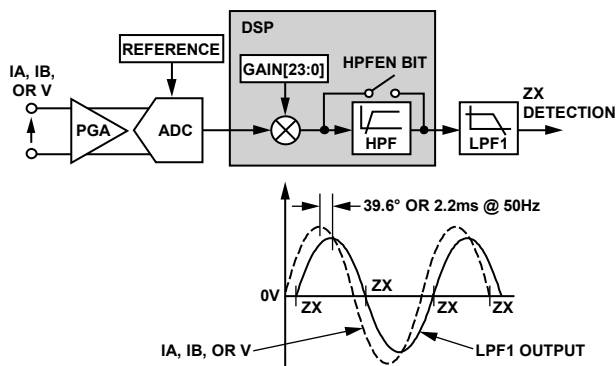 DSP
REFERENCE
HPFEN BIT
GAIN[23:0]
IA, IB,
OR V
ZX
DETECTION
PGA
ADC
HPF
LPF1
39.6° OR 2.2ms @ 50Hz
ZX
0V
ZX
ZX
ZX
IA, IB, OR V
LPF1 OUTPUT